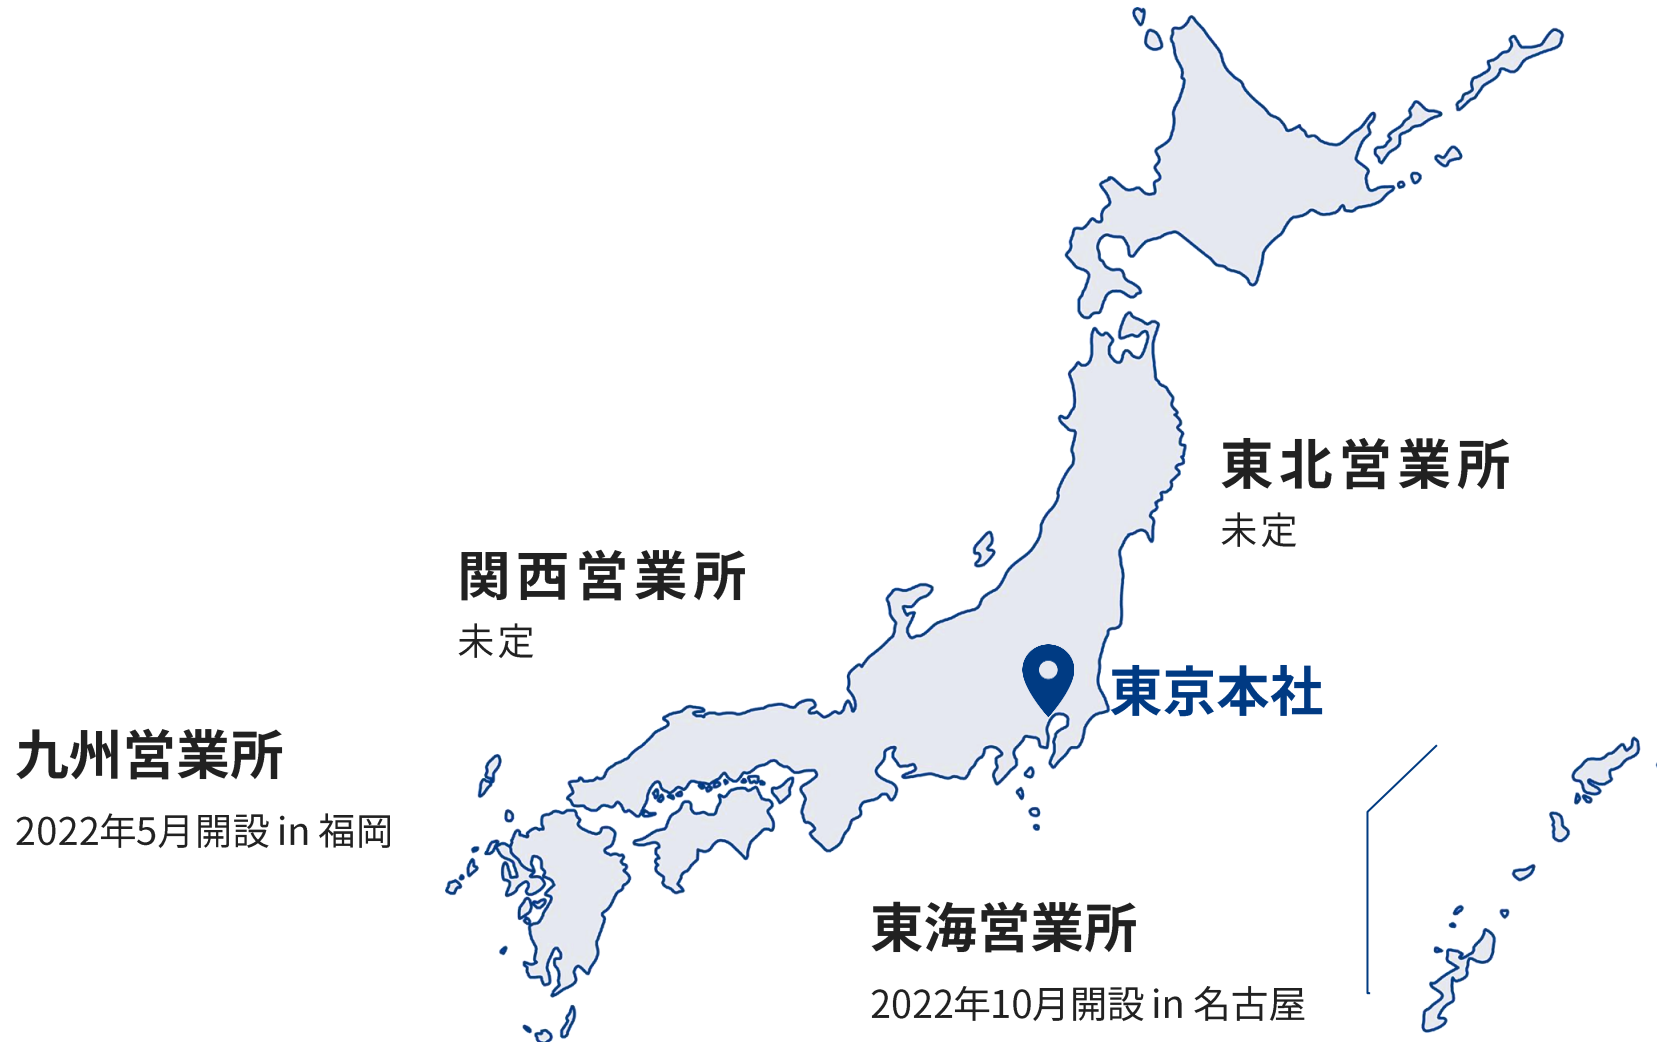 東北営業所
未定
関西営業所
未定
東京本社
九州営業所
2022年5月開設 in 福岡
東海営業所
2022年10月開設 in 名古屋